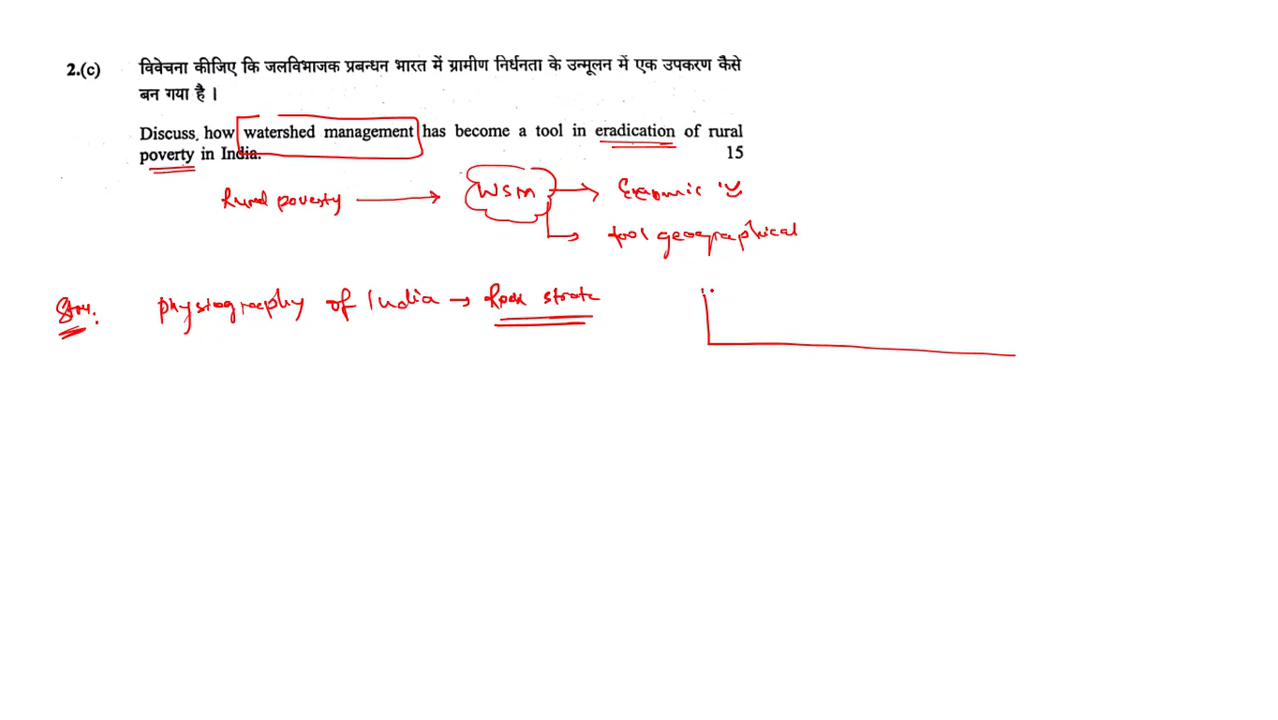 2.(c) विवेचना कीजिए कि जलविभाजक प्रबन्धन भारत में ग्रामीण निर्धनता के उन्मूलन में एक उपकरण कैसे
बन गया है ।
Discuss, how watershed management has become a tool in eradication of rural
poverty in India. 15
Rural poverty → WSM →
tool geographical
physiography of India → Rock strata